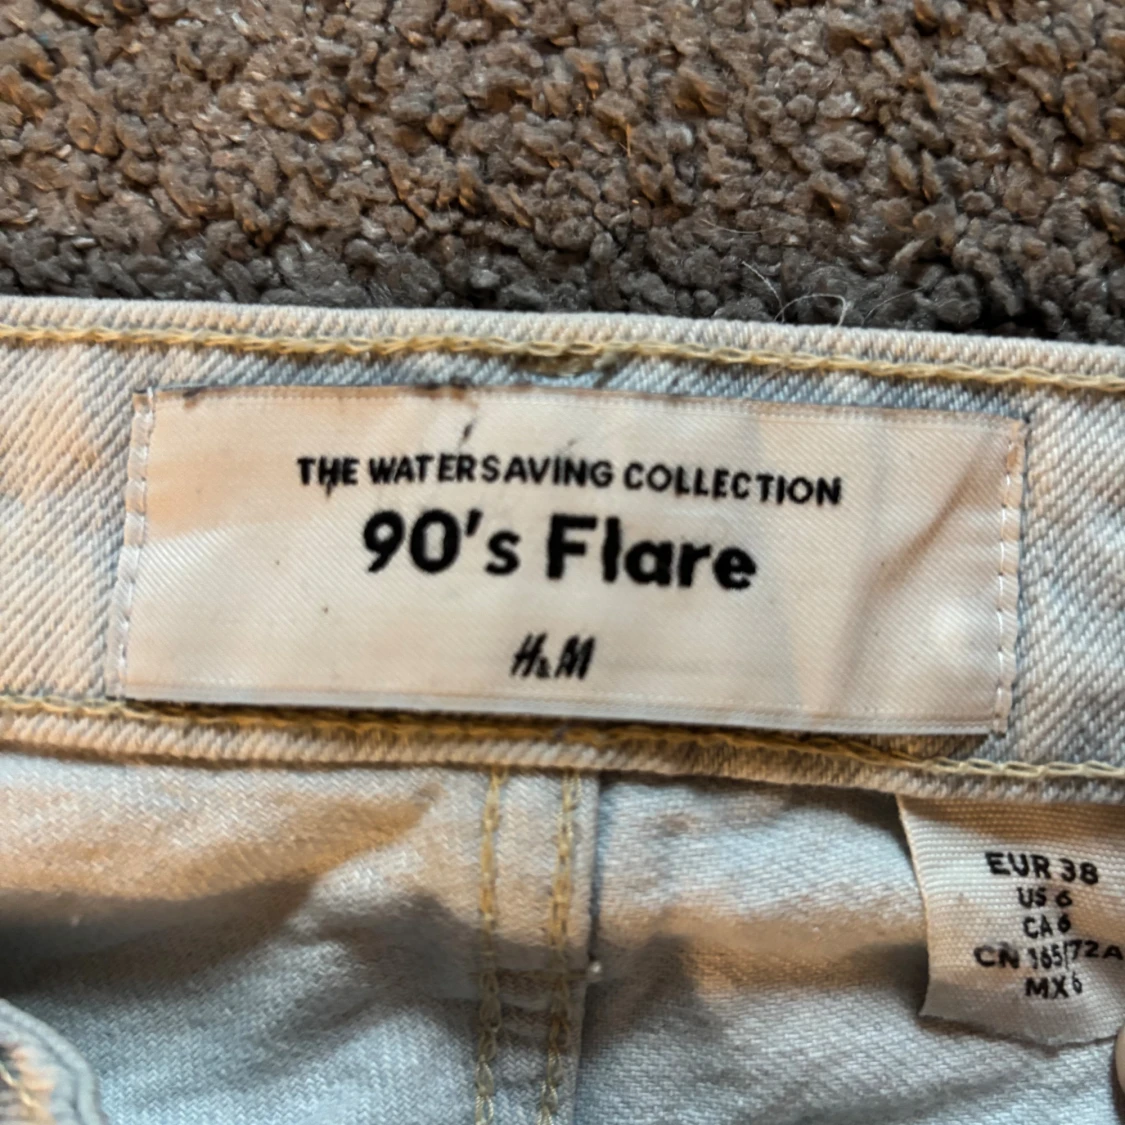 THE WATERSAVING COLLECTION
90's Flare
H&M
EUR 38
US 6
CA 6
CN 165/72A
MX 6